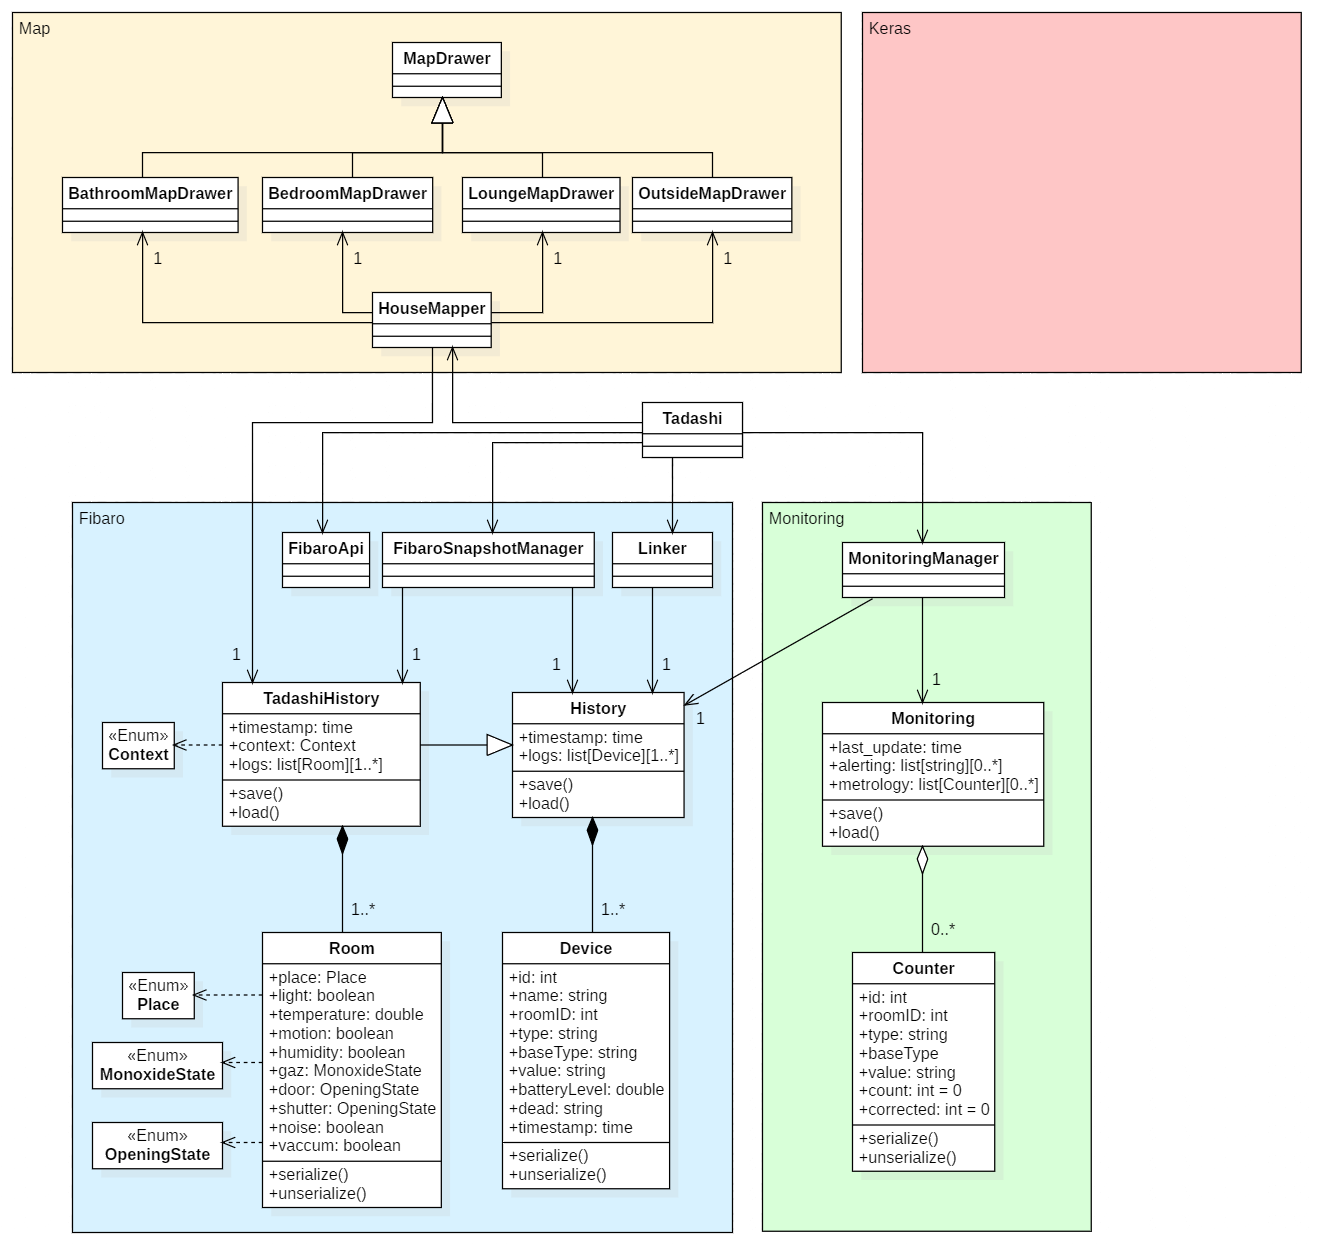 Map
Keras
MapDrawer
BathroomMapDrawer
BedroomMapDrawer
LoungeMapDrawer
OutsideMapDrawer
1
1
1
1
HouseMapper
Tadashi
Fibaro
Monitoring
FibaroApi
FibaroSnapshotManager
Linker
MonitoringManager
1
1
1
1
1
1
TadashiHistory
+timestamp: time
+context: Context
+logs: list[Room][1..*]
+save()
+load()
«Enum»
Context
History
+timestamp: time
+logs: list[Device][1..*]
+save()
+load()
Monitoring
+last_update: time
+alerting: list[string][0..*]
+metrology: list[Counter][0..*]
+save()
+load()
1..*
1..*
0..*
Room
+place: Place
+light: boolean
+temperature: double
+motion: boolean
+humidity: boolean
+gaz: MonoxideState
+door: OpeningState
+shutter: OpeningState
+noise: boolean
+vaccum: boolean
+serialize()
+unserialize()
«Enum»
Place
«Enum»
MonoxideState
«Enum»
OpeningState
Device
+id: int
+name: string
+roomID: int
+type: string
+baseType: string
+value: string
+batteryLevel: double
+dead: string
+timestamp: time
+serialize()
+unserialize()
Counter
+id: int
+roomID: int
+type: string
+baseType
+value: string
+count: int = 0
+corrected: int = 0
+serialize()
+unserialize()